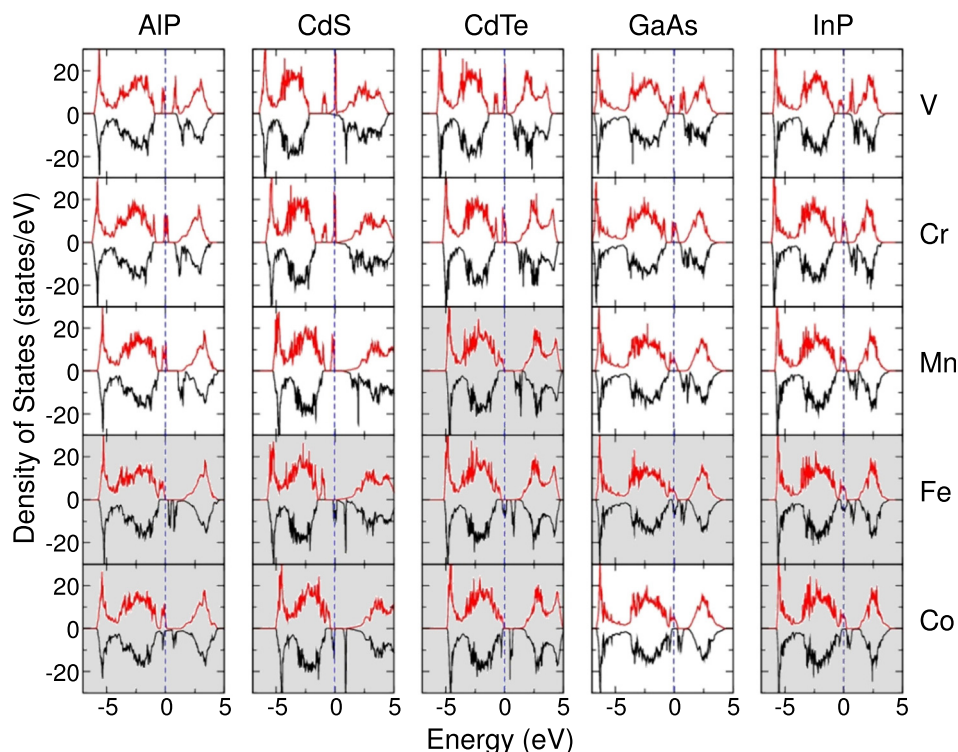 AlP CdS CdTe GaAs InP
20
0
-20
V
20
0
-20
Cr
20
0
-20
Mn
20
0
-20
Fe
20
0
-20
Co
Density of States (states/eV)
-5 0 5 -5 0 5 -5 0 5 -5 0 5 -5 0 5
Energy (eV)